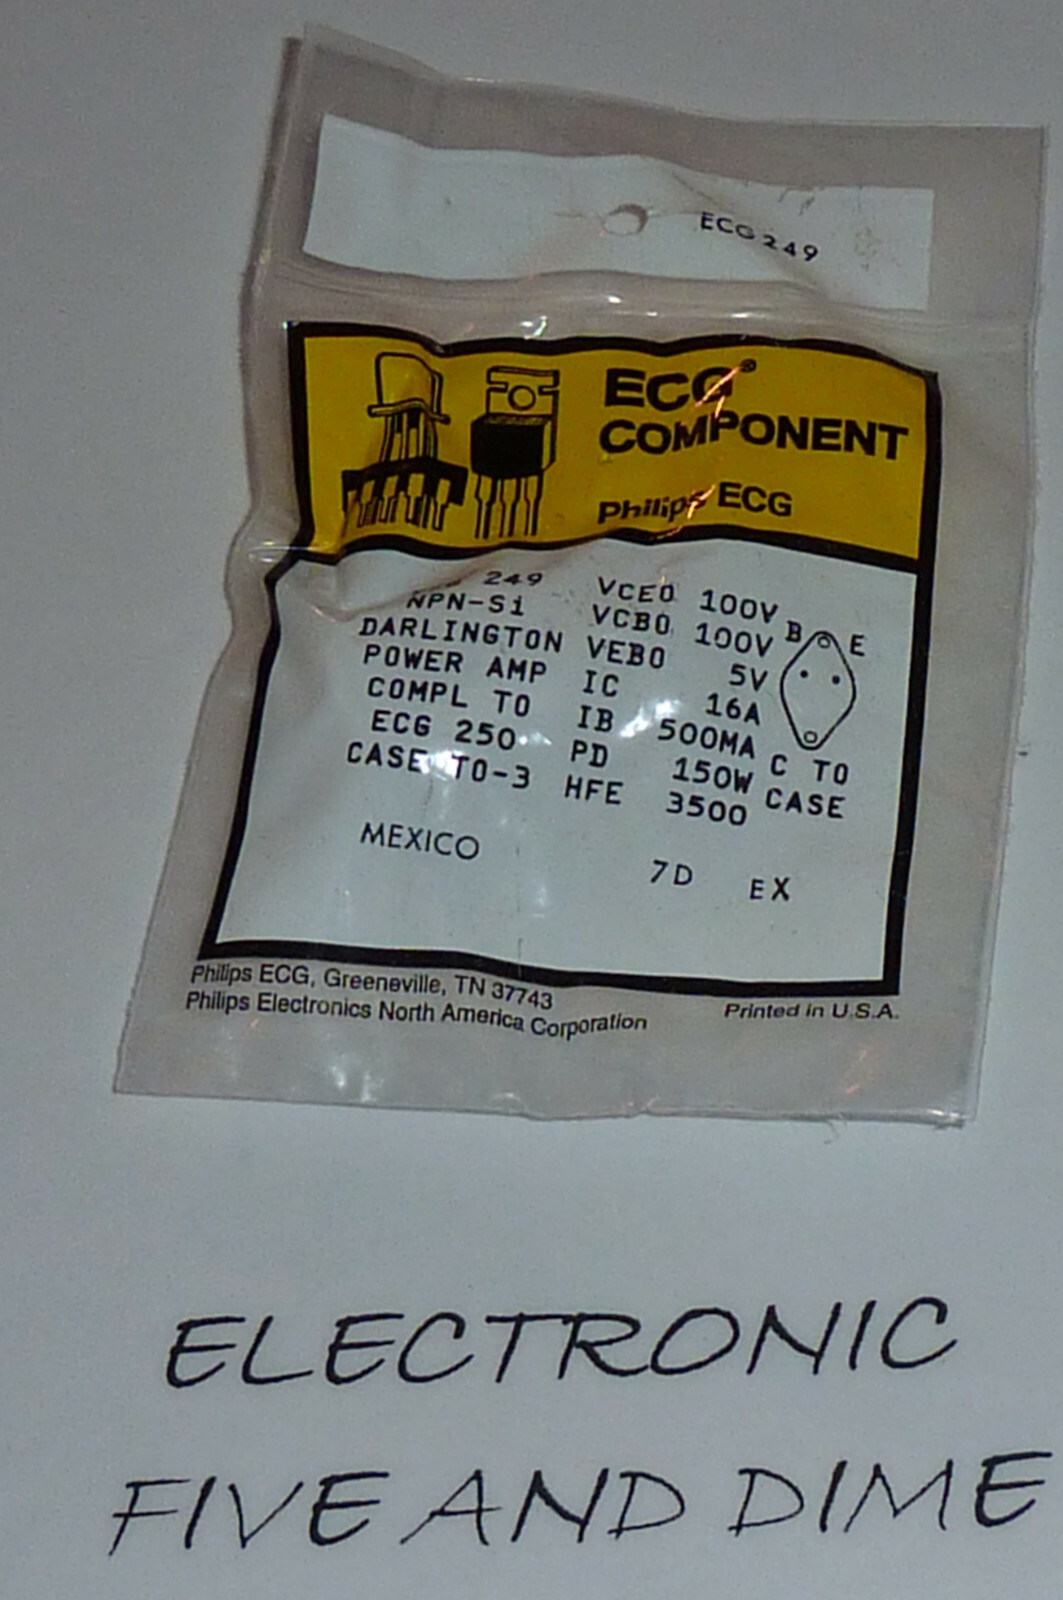 ECG 249
ECG® COMPONENT
Philips ECG
249 VCEO 100V
NPN-Si VCBO 100V B E
DARLINGTON VEBO 5V
POWER AMP IC 16A
COMPL TO IB 500MA C TO
ECG 250 PD 150W CASE
CASE TO-3 HFE 3500
MEXICO
7D EX
Philips ECG, Greeneville, TN 37743
Philips Electronics North America Corporation
Printed in U.S.A.
ELECTRONIC
FIVE AND DIME